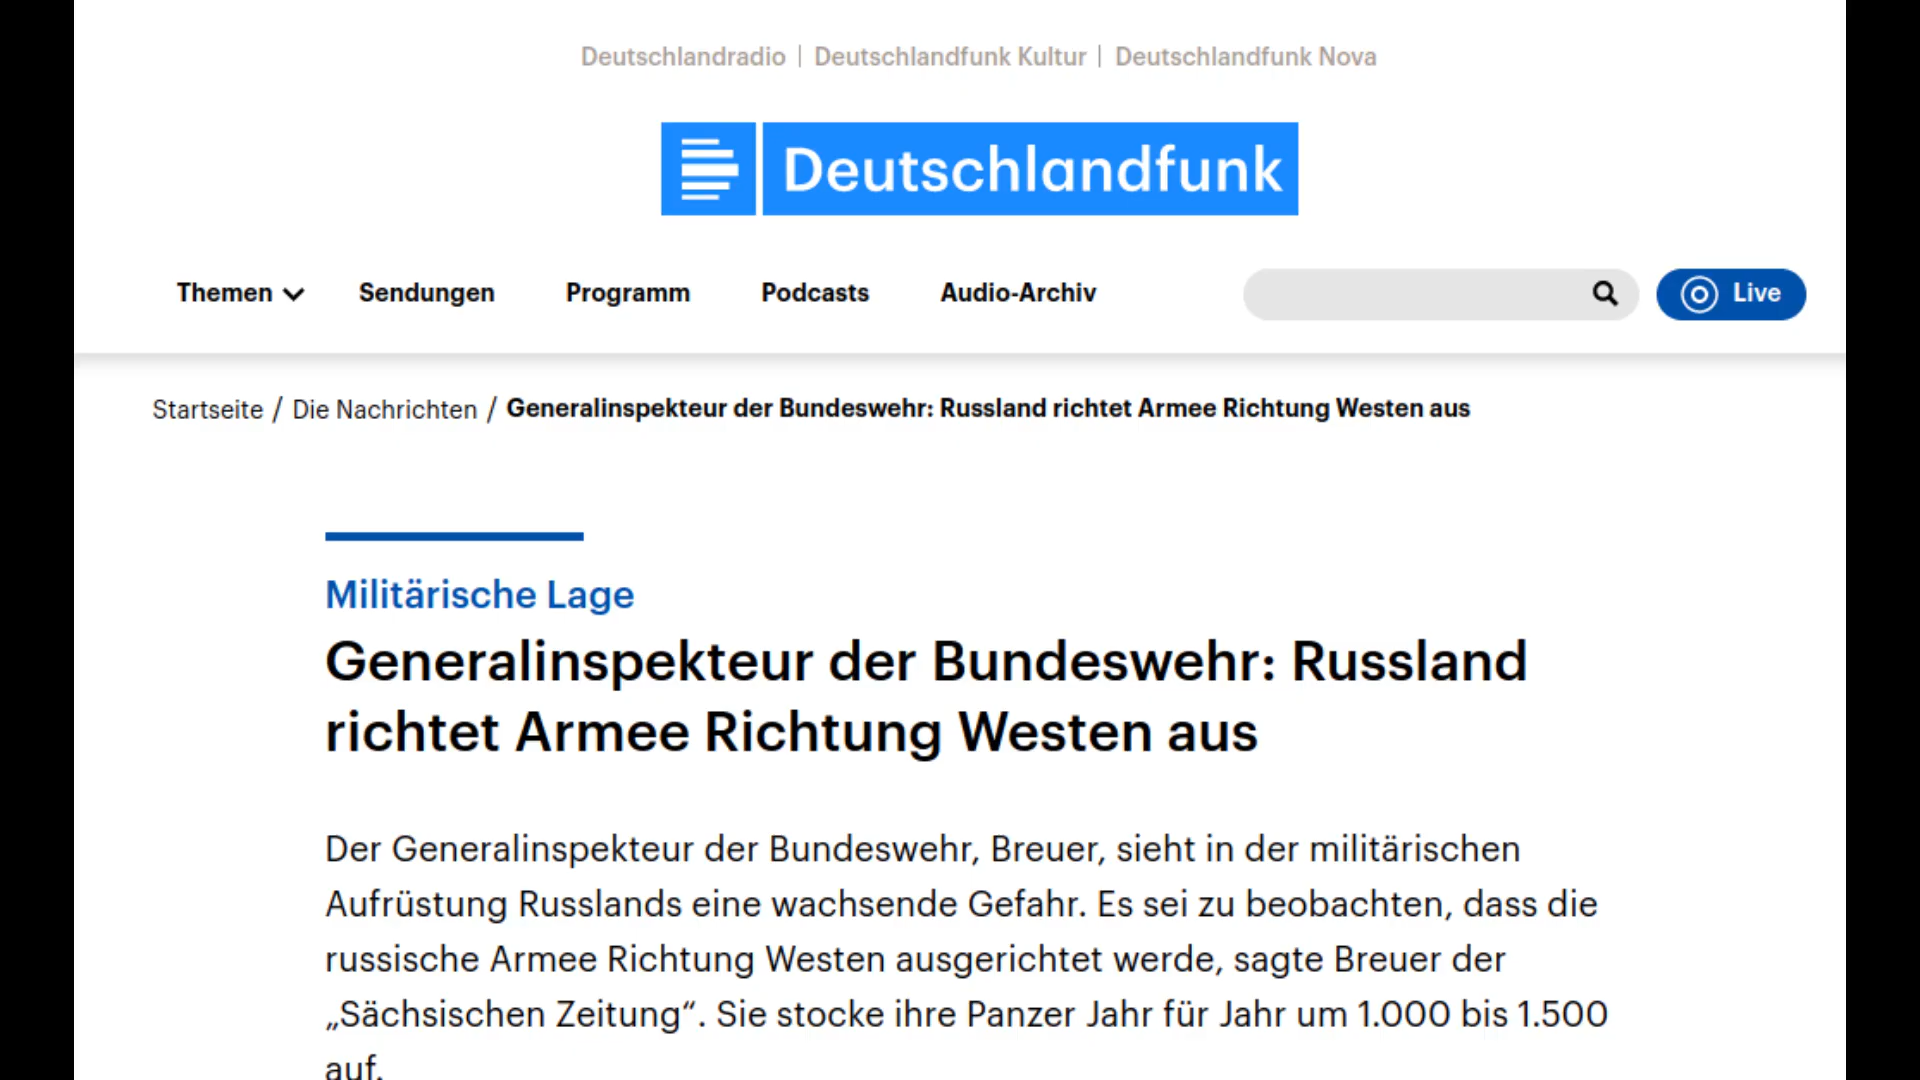 Deutschlandradio | Deutschlandfunk Kultur | Deutschlandfunk Nova
Deutschlandfunk
Themen Sendungen Programm Podcasts Audio-Archiv Live
Startseite / Die Nachrichten / Generalinspekteur der Bundeswehr: Russland richtet Armee Richtung Westen aus
Militärische Lage
Generalinspekteur der Bundeswehr: Russland
richtet Armee Richtung Westen aus
Der Generalinspekteur der Bundeswehr, Breuer, sieht in der militärischen
Aufrüstung Russlands eine wachsende Gefahr. Es sei zu beobachten, dass die
russische Armee Richtung Westen ausgerichtet werde, sagte Breuer der
„Sächsischen Zeitung“. Sie stocke ihre Panzer Jahr für Jahr um 1.000 bis 1.500
auf.